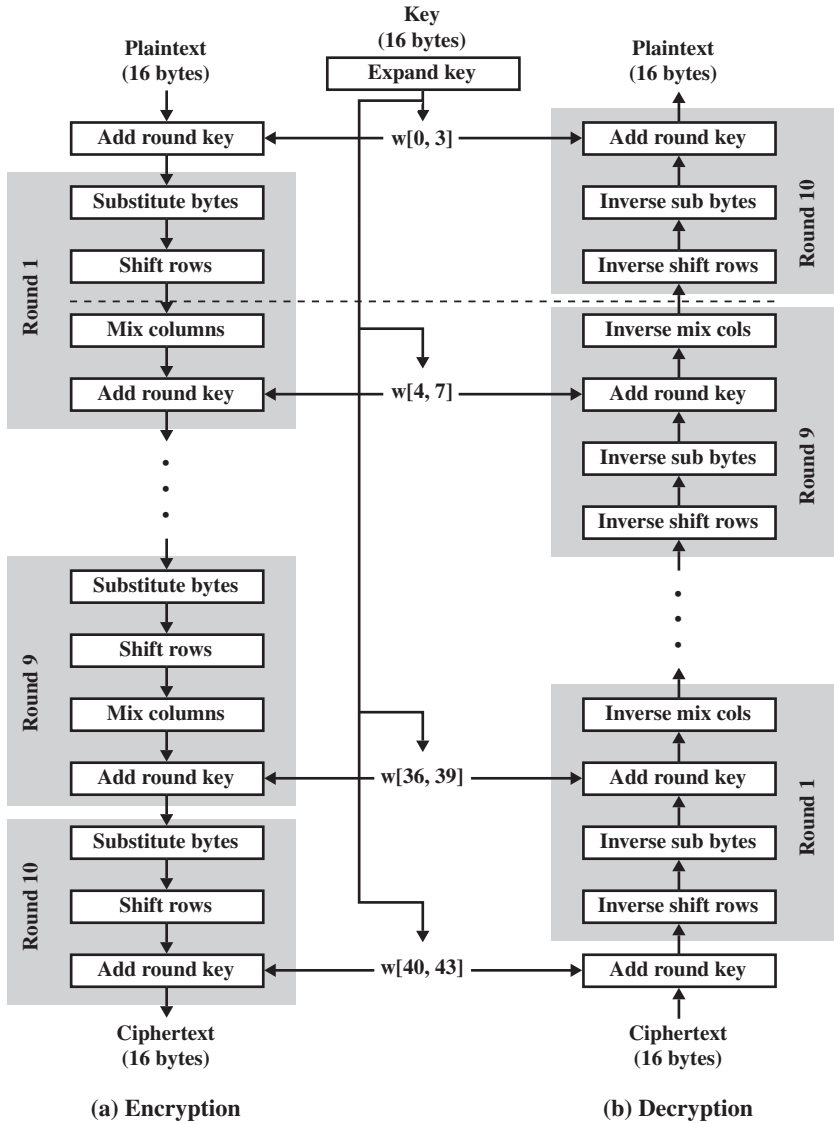 Key
(16 bytes)
Expand key
Plaintext
(16 bytes)
Add round key
Round 1
Substitute bytes
Shift rows
Mix columns
Add round key
Round 9
Substitute bytes
Shift rows
Mix columns
Add round key
Round 10
Substitute bytes
Shift rows
Add round key
Ciphertext
(16 bytes)
(a) Encryption
w[0, 3]
w[4, 7]
w[36, 39]
w[40, 43]
Plaintext
(16 bytes)
Add round key
Inverse sub bytes
Inverse shift rows
Round 10
Inverse mix cols
Add round key
Inverse sub bytes
Inverse shift rows
Round 9
Inverse mix cols
Add round key
Inverse sub bytes
Inverse shift rows
Round 1
Add round key
Ciphertext
(16 bytes)
(b) Decryption